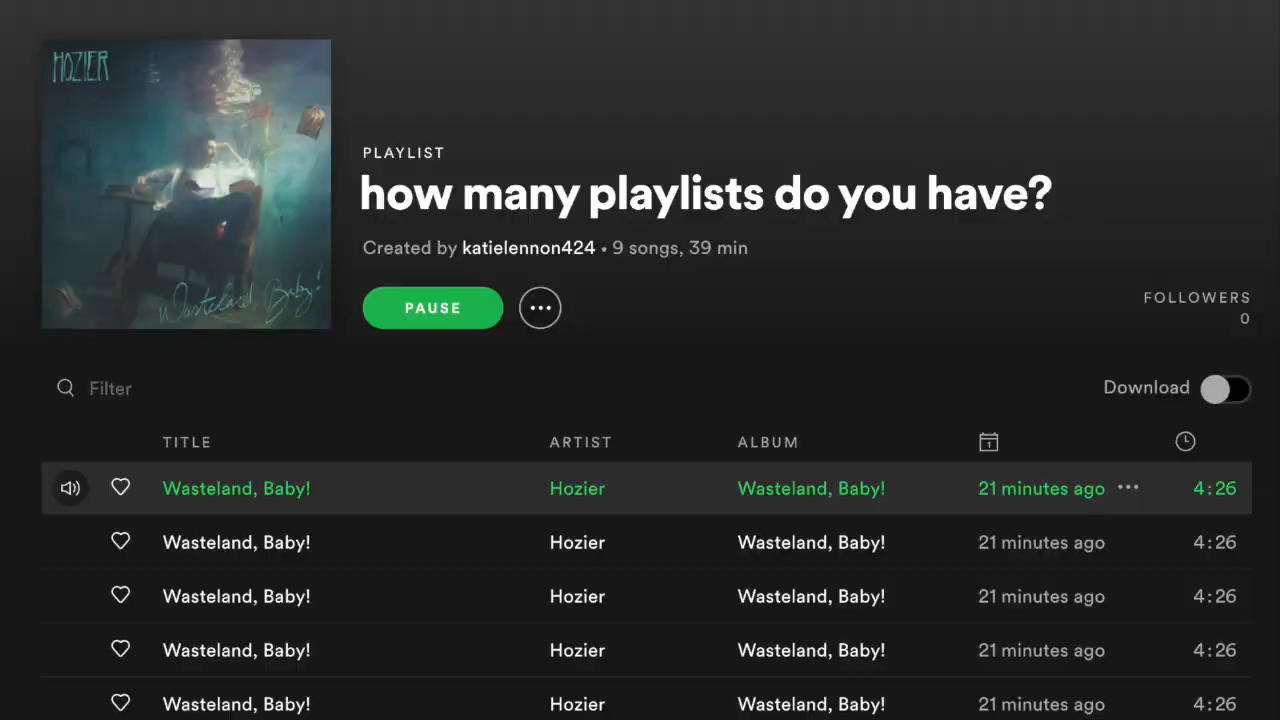 HOZIER
Wasteland, Baby!
PLAYLIST
how many playlists do you have?
Created by katielennon424 • 9 songs, 39 min
PAUSE
FOLLOWERS
0
Filter
Download
TITLE ARTIST ALBUM
Wasteland, Baby! Hozier Wasteland, Baby! 21 minutes ago 4:26
Wasteland, Baby! Hozier Wasteland, Baby! 21 minutes ago 4:26
Wasteland, Baby! Hozier Wasteland, Baby! 21 minutes ago 4:26
Wasteland, Baby! Hozier Wasteland, Baby! 21 minutes ago 4:26
Wasteland, Baby! Hozier Wasteland, Baby! 21 minutes ago 4:26